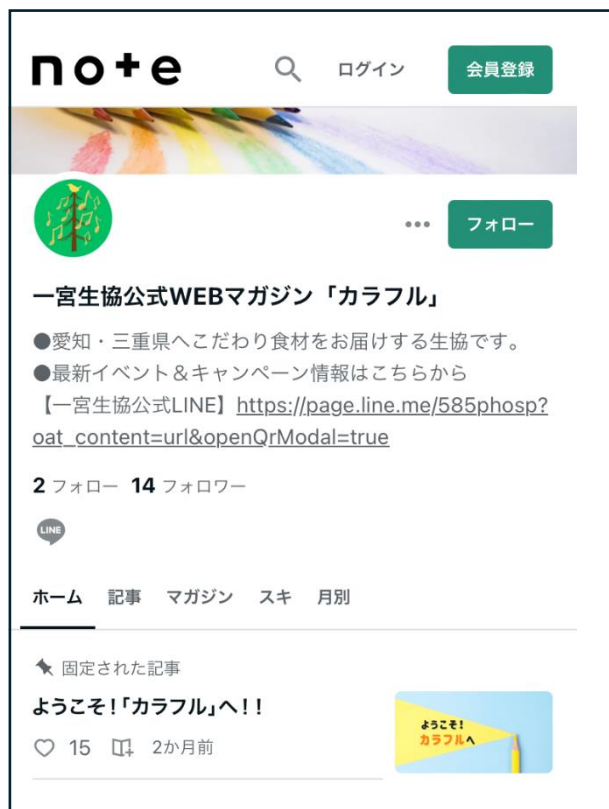 note
ログイン
会員登録
フォロー
一宮生協公式WEBマガジン「カラフル」
●愛知・三重県へこだわり食材をお届けする生協です。
●最新イベント＆キャンペーン情報はこちらから
【一宮生協公式LINE】https://page.line.me/585phosp?
oat_content=url&openQrModal=true
2 フォロー 14 フォロワー
LINE
ホーム 記事 マガジン スキ 月別
固定された記事
ようこそ！「カラフル」へ！！
15 2か月前
ようこそ！
カラフルへ